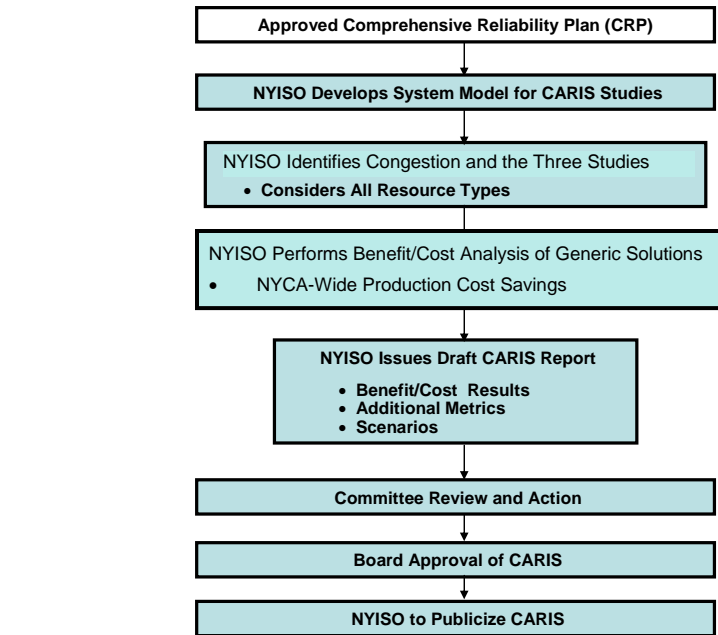 Approved Comprehensive Reliability Plan (CRP)
NYISO Develops System Model for CARIS Studies
NYISO Identifies Congestion and the Three Studies
• Considers All Resource Types
NYISO Performs Benefit/Cost Analysis of Generic Solutions
• NYCA-Wide Production Cost Savings
NYISO Issues Draft CARIS Report
• Benefit/Cost Results
• Additional Metrics
• Scenarios
Committee Review and Action
Board Approval of CARIS
NYISO to Publicize CARIS